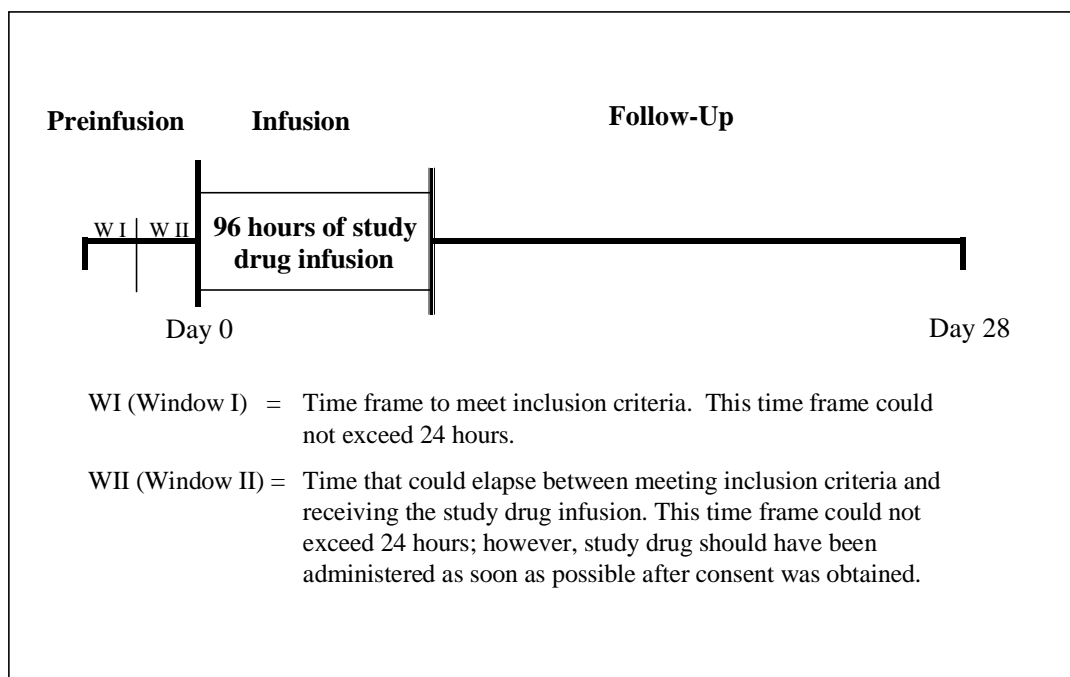 Preinfusion Infusion Follow-Up
W I W II 96 hours of study
drug infusion
Day 0 Day 28
WI (Window I) = Time frame to meet inclusion criteria. This time frame could
not exceed 24 hours.
WII (Window II) = Time that could elapse between meeting inclusion criteria and
receiving the study drug infusion. This time frame could not
exceed 24 hours; however, study drug should have been
administered as soon as possible after consent was obtained.